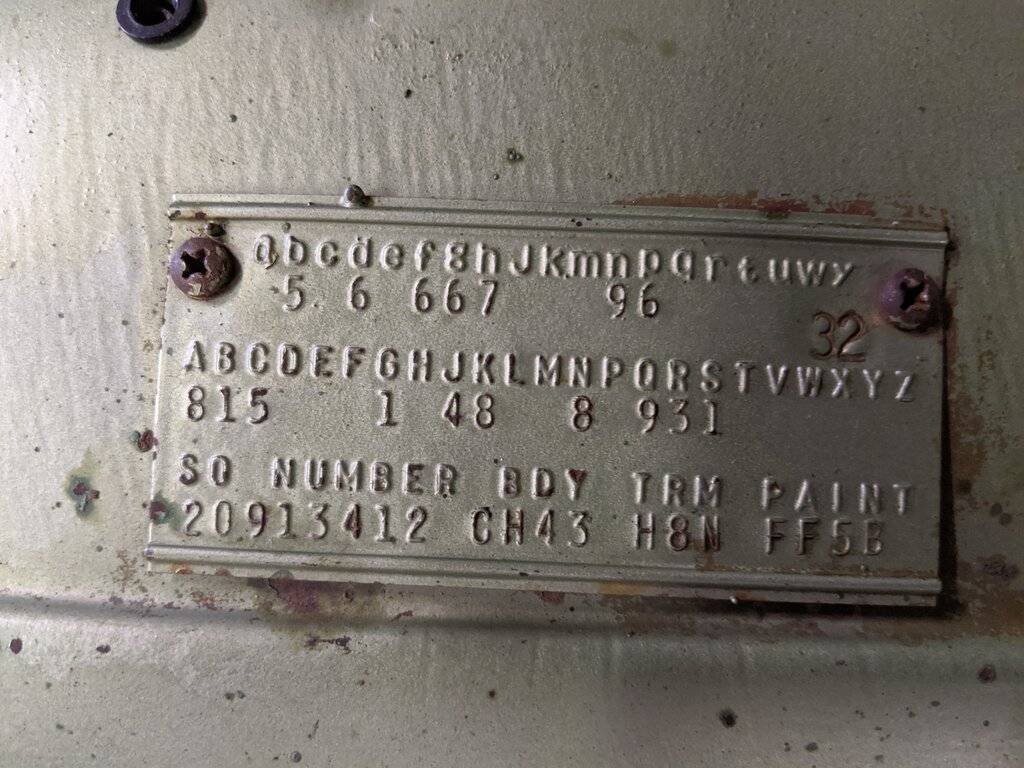 abcdefghJkmnpqrtuwy
5 6 667 96
32
ABCDEFGHJKLMNPQRSTVWXYZ
815 1 48 8 931
SO NUMBER BDY TRM PAINT
20913412 CH43 H8N FF5B